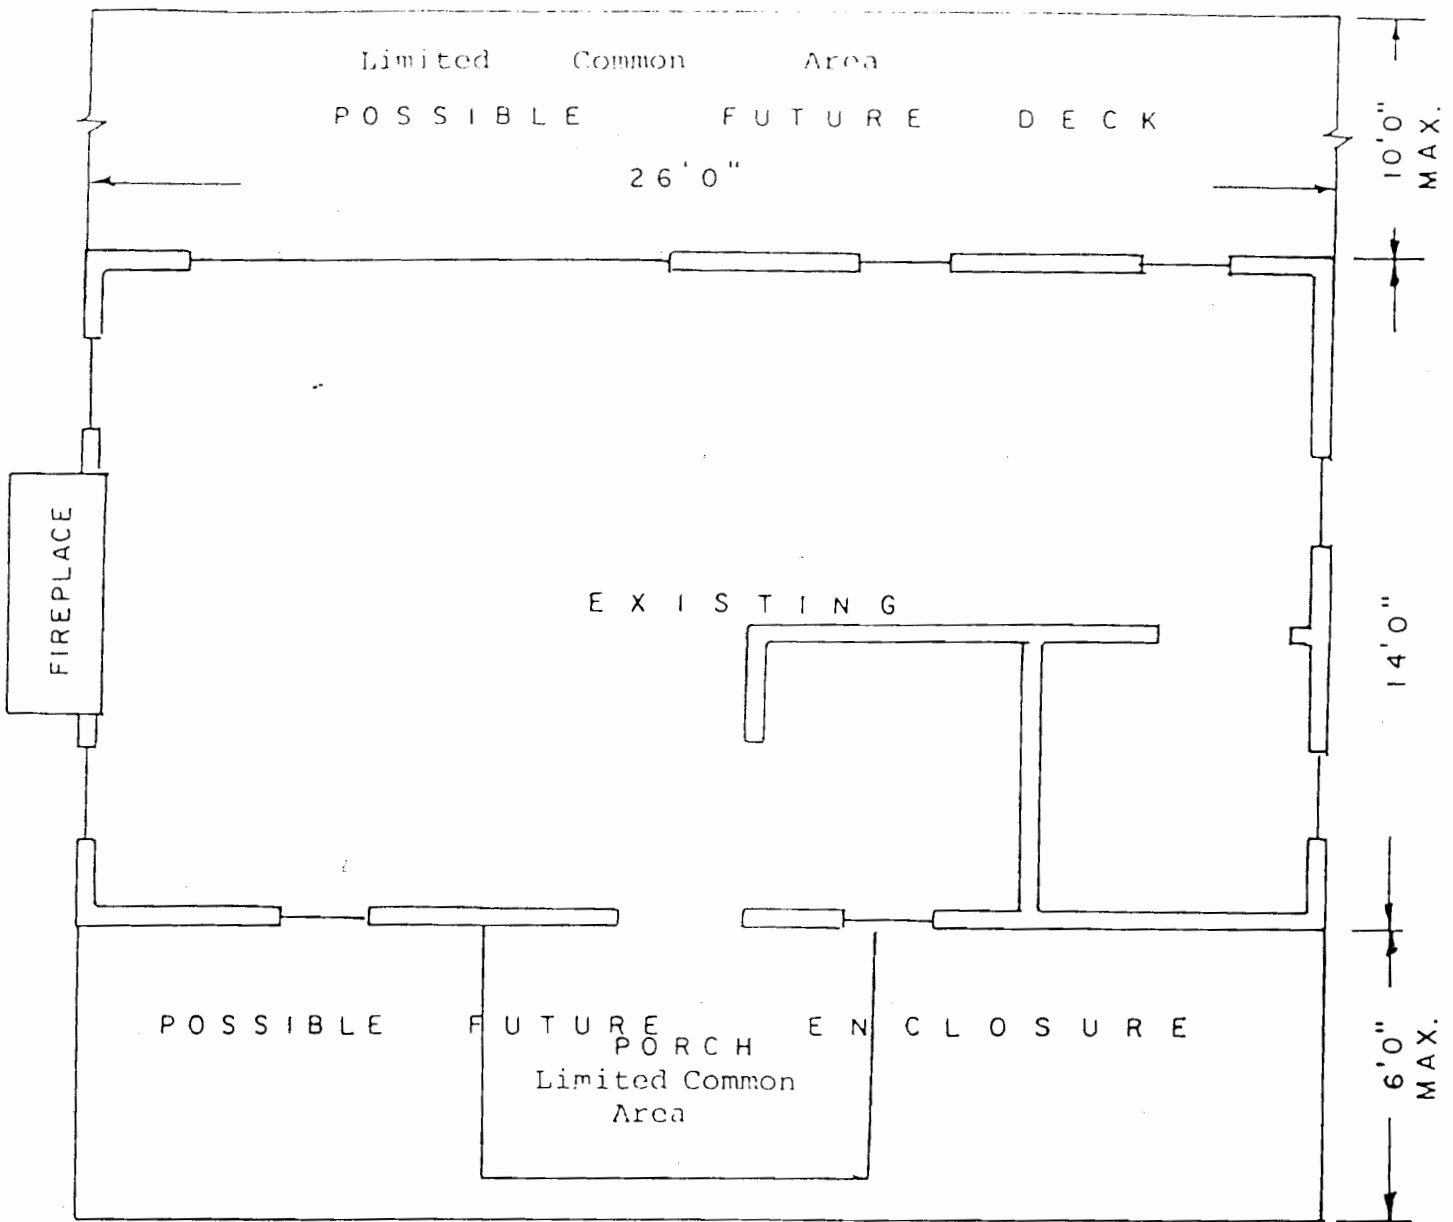 Limited Common Area
POSSIBLE FUTURE DECK
26'0"
10'0"
MAX.
FIREPLACE
EXISTING
14'0"
POSSIBLE FUTURE ENCLOSURE
PORCH
Limited Common
Area
6'0"
MAX.